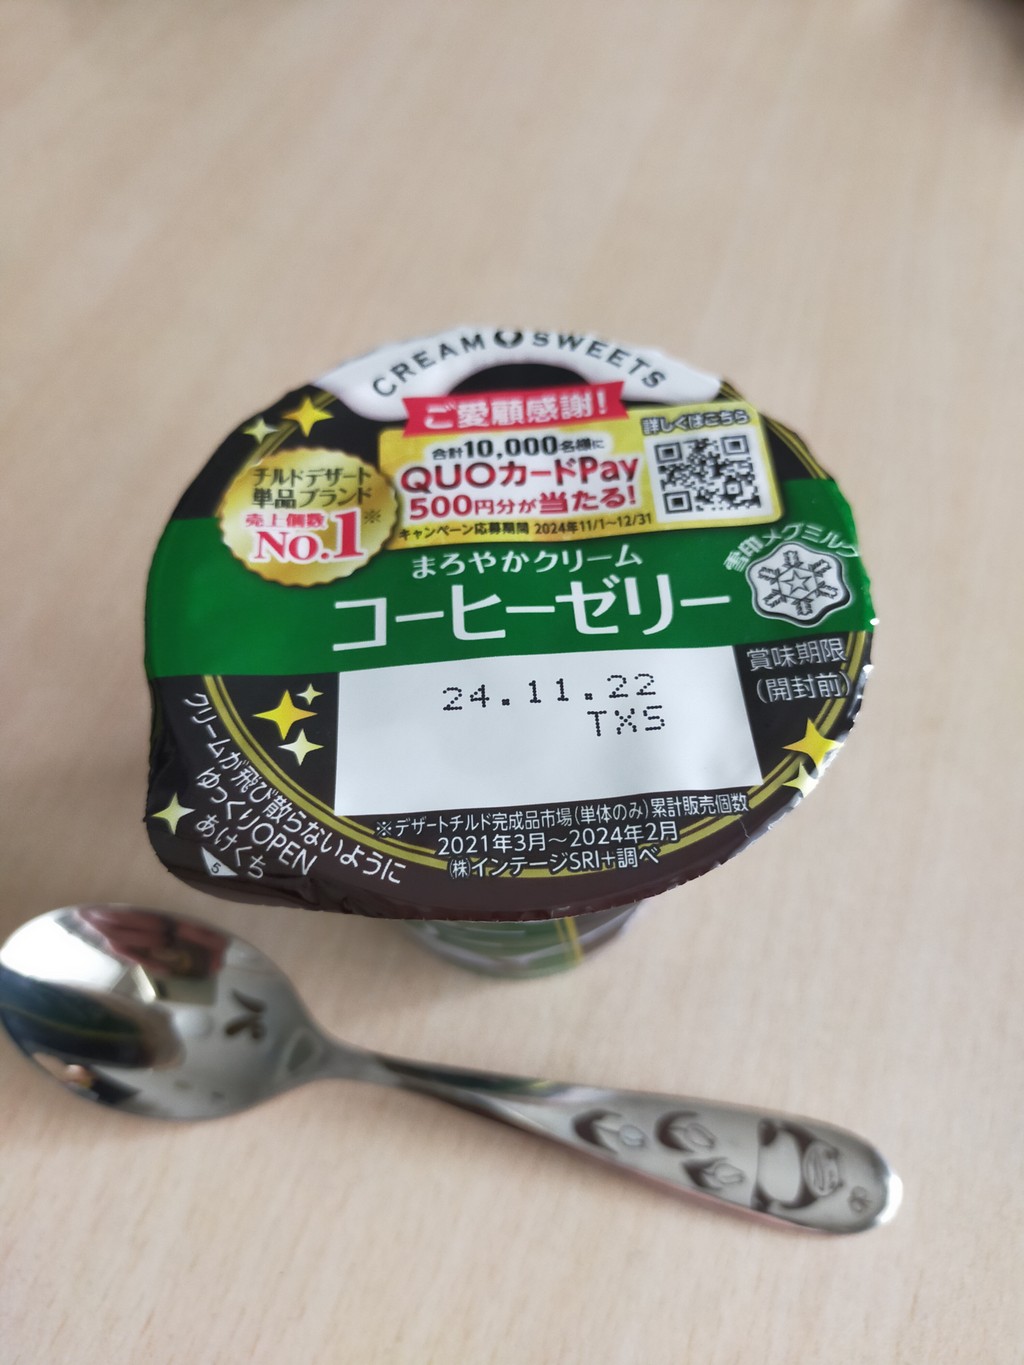 CREAM SWEETS
ご愛顧感謝!
詳しくはこちら
合計10,000名様に
QUOカードPay
500円分が当たる!
キャンペーン応募期間 2024年11/1~12/31
チルドデザート
単品ブランド
売上個数※
No.1
まろやかクリーム
コーヒーゼリー
雪印メグミルク
賞味期限
(開封前)
24.11.22
TXS
※デザートチルド完成品市場(単体のみ)累計販売個数
2021年3月~2024年2月
㈱インテージSRI+調べ
クリームが飛び散らないように
ゆっくりOPEN
あけくち
5